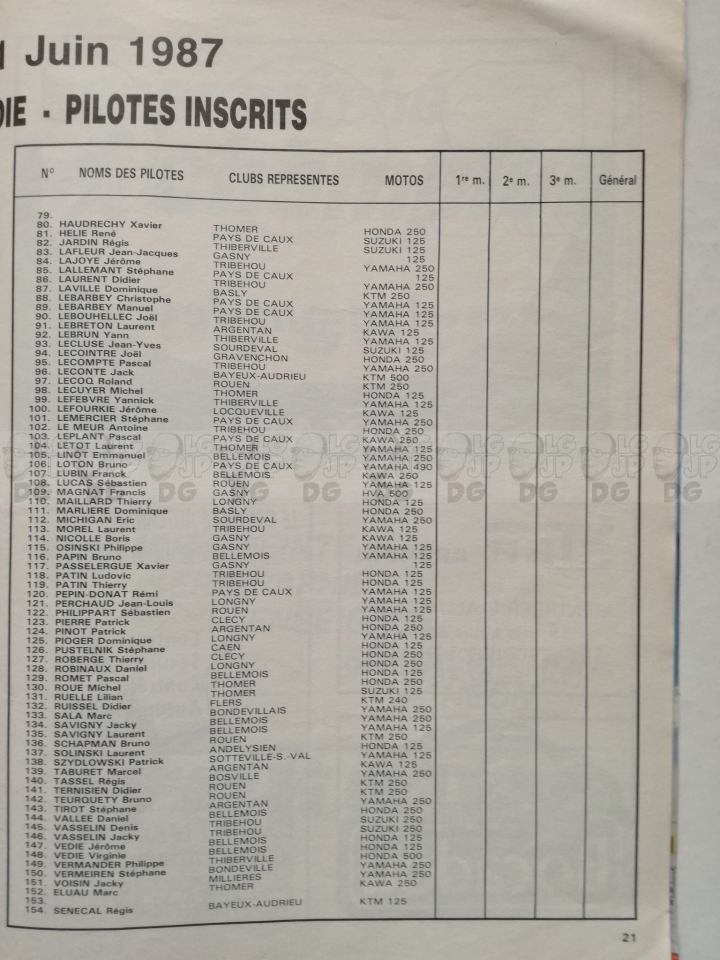 1 Juin 1987
DIE - PILOTES INSCRITS
N° NOMS DES PILOTES CLUBS REPRESENTES MOTOS 1re m. 2e m. 3e m. Général
79.
80. HAUDRECHY Xavier THOMER HONDA 250
81. HELIE René PAYS DE CAUX SUZUKI 125
82. JARDIN Régis THIBERVILLE SUZUKI 125
83. LAFLEUR Jean-Jacques GASNY 125
84. LAJOYE Jérôme TRIBEHOU YAMAHA 250
85. LALLEMANT Stéphane TRIBEHOU 125
86. LAURENT Didier BASLY YAMAHA 250
87. LAVILLE Dominique PAYS DE CAUX KTM 250
88. LEBARBEY Christophe PAYS DE CAUX YAMAHA 125
89. LEBARBEY Manuel TRIBEHOU YAMAHA 125
90. LEBOUHELLEC Joël ARGENTAN YAMAHA 125
91. LEBRETON Laurent THIBERVILLE KAWA 125
92. LEBRUN Yann SOURDEVAL YAMAHA 125
93. LECLUSE Jean-Yves GRAVENCHON SUZUKI 125
94. LECOINTRE Joël TRIBEHOU HONDA 250
95. LECOMPTE Pascal BAYEUX-AUDRIEU YAMAHA 250
96. LECONTE Jack ROUEN KTM 500
97. LECOQ Roland THOMER KTM 250
98. LECUYER Michel THIBERVILLE HONDA 125
99. LEFEBVRE Yannick LOCQUEVILLE YAMAHA 125
100. LEFOURKIE Jérôme PAYS DE CAUX KAWA 125
101. LEMERCIER Stéphane TRIBEHOU YAMAHA 250
102. LE MEUR Antoine PAYS DE CAUX HONDA 250
103. LEPLANT Pascal THOMER KAWA 250
104. LETOT Laurent BELLEMOIS YAMAHA 125
105. LINOT Emmanuel PAYS DE CAUX YAMAHA 250
106. LOTON Bruno BELLEMOIS YAMAHA 490
107. LUBIN Franck ROUEN KAWA 250
108. LUCAS Sébastien GASNY YAMAHA 125
109. MAGNAT Francis LONGNY HVA 500
110. MAILLARD Thierry BASLY HONDA 125
111. MARLIERE Dominique SOURDEVAL HONDA 250
112. MICHIGAN Eric TRIBEHOU YAMAHA 250
113. MOREL Laurent GASNY KAWA 125
114. NICOLLE Boris GASNY KAWA 125
115. OSINSKI Philippe BELLEMOIS YAMAHA 125
116. PAPIN Bruno GASNY YAMAHA 125
117. PASSELERGUE Xavier TRIBEHOU 125
118. PATIN Ludovic TRIBEHOU HONDA 125
119. PATIN Thierry PAYS DE CAUX HONDA 125
120. PEPIN-DONAT Rémi LONGNY YAMAHA 125
121. PERCHAUD Jean-Louis ROUEN YAMAHA 125
122. PHILIPPART Sébastien CLECY HONDA 125
123. PIERRE Patrick ARGENTAN HONDA 250
124. PINOT Patrick LONGNY YAMAHA 125
125. PIOGER Dominique CAEN HONDA 125
126. PUSTELNIK Stéphane CLECY HONDA 250
127. ROBERGE Thierry LONGNY HONDA 250
128. ROBINAUX Daniel BELLEMOIS HONDA 125
129. ROMET Pascal THOMER HONDA 250
130. ROUE Michel THOMER SUZUKI 125
131. RUELLE Lilian FLERS KTM 240
132. RUISSEL Didier BONDEVILLAIS YAMAHA 250
133. SALA Marc BELLEMOIS YAMAHA 250
134. SAVIGNY Jacky BELLEMOIS YAMAHA 125
135. SAVIGNY Laurent ROUEN KTM 250
136. SCHAPMAN Bruno ANDELYSIEN HONDA 125
137. SOLINSKI Laurent SOTTEVILLE-S.-VAL YAMAHA 125
138. SZYDLOWSKI Patrick ARGENTAN KAWA 125
139. TABURET Marcel BOSVILLE YAMAHA 250
140. TASSEL Régis ROUEN KTM 250
141. TERNISIEN Didier ROUEN KTM 250
142. TEURQUETY Bruno ARGENTAN YAMAHA 250
143. TIROT Stéphane BELLEMOIS HONDA 250
144. VALLEE Daniel TRIBEHOU SUZUKI 250
145. VASSELIN Denis TRIBEHOU SUZUKI 250
146. VASSELIN Jacky BELLEMOIS HONDA 250
147. VEDIE Jérôme BELLEMOIS HONDA 125
148. VEDIE Virginie THIBERVILLE HONDA 500
149. VERMANDER Philippe BONDEVILLE YAMAHA 250
150. VERMEIREN Stéphane MILLIERES YAMAHA 250
151. VOISIN Jacky THOMER KAWA 250
152. ELUAU Marc
153.
154. SENECAL Régis BAYEUX-AUDRIEU KTM 125
21
LG JP DG